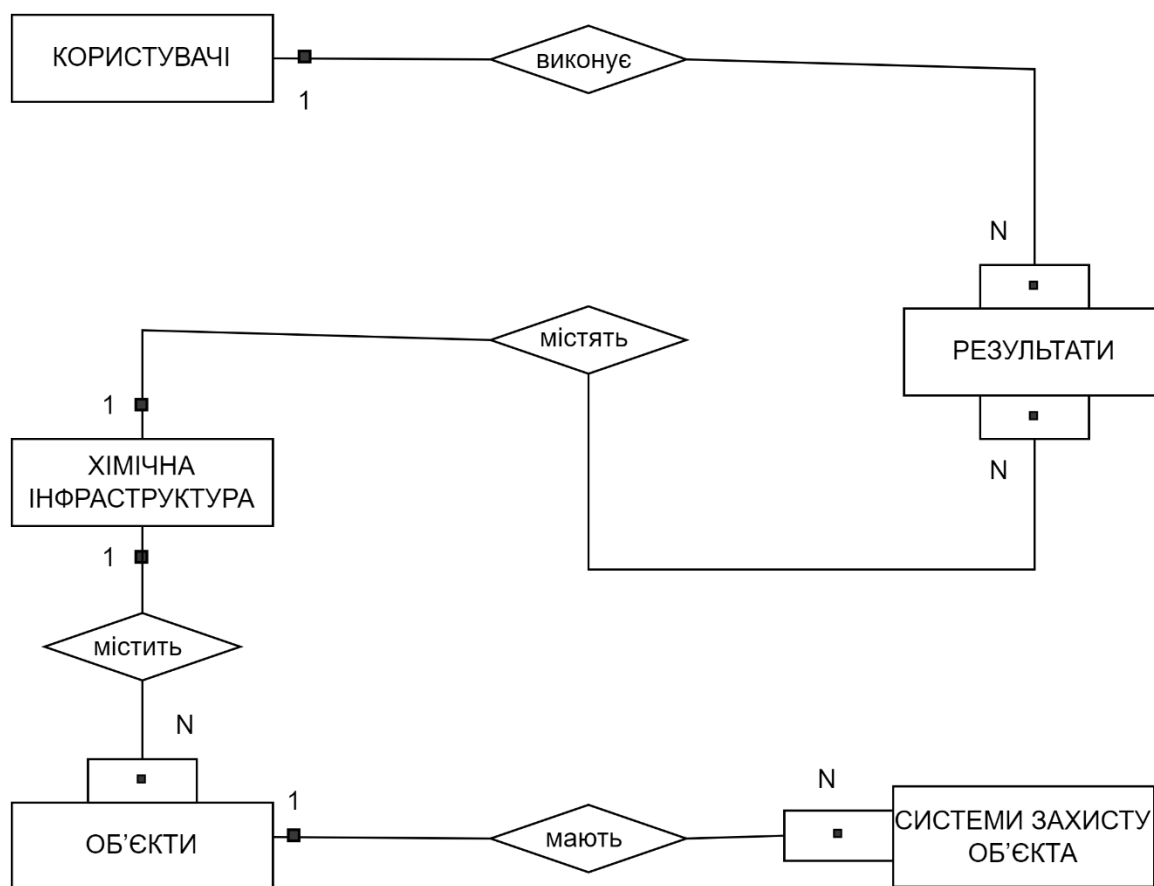 КОРИСТУВАЧІ
виконує
1
N
містять
РЕЗУЛЬТАТИ
1
ХІМІЧНА
ІНФРАСТРУКТУРА
N
1
містить
N
N
1
СИСТЕМИ ЗАХИСТУ
ОБ'ЄКТА
ОБ'ЄКТИ
мають